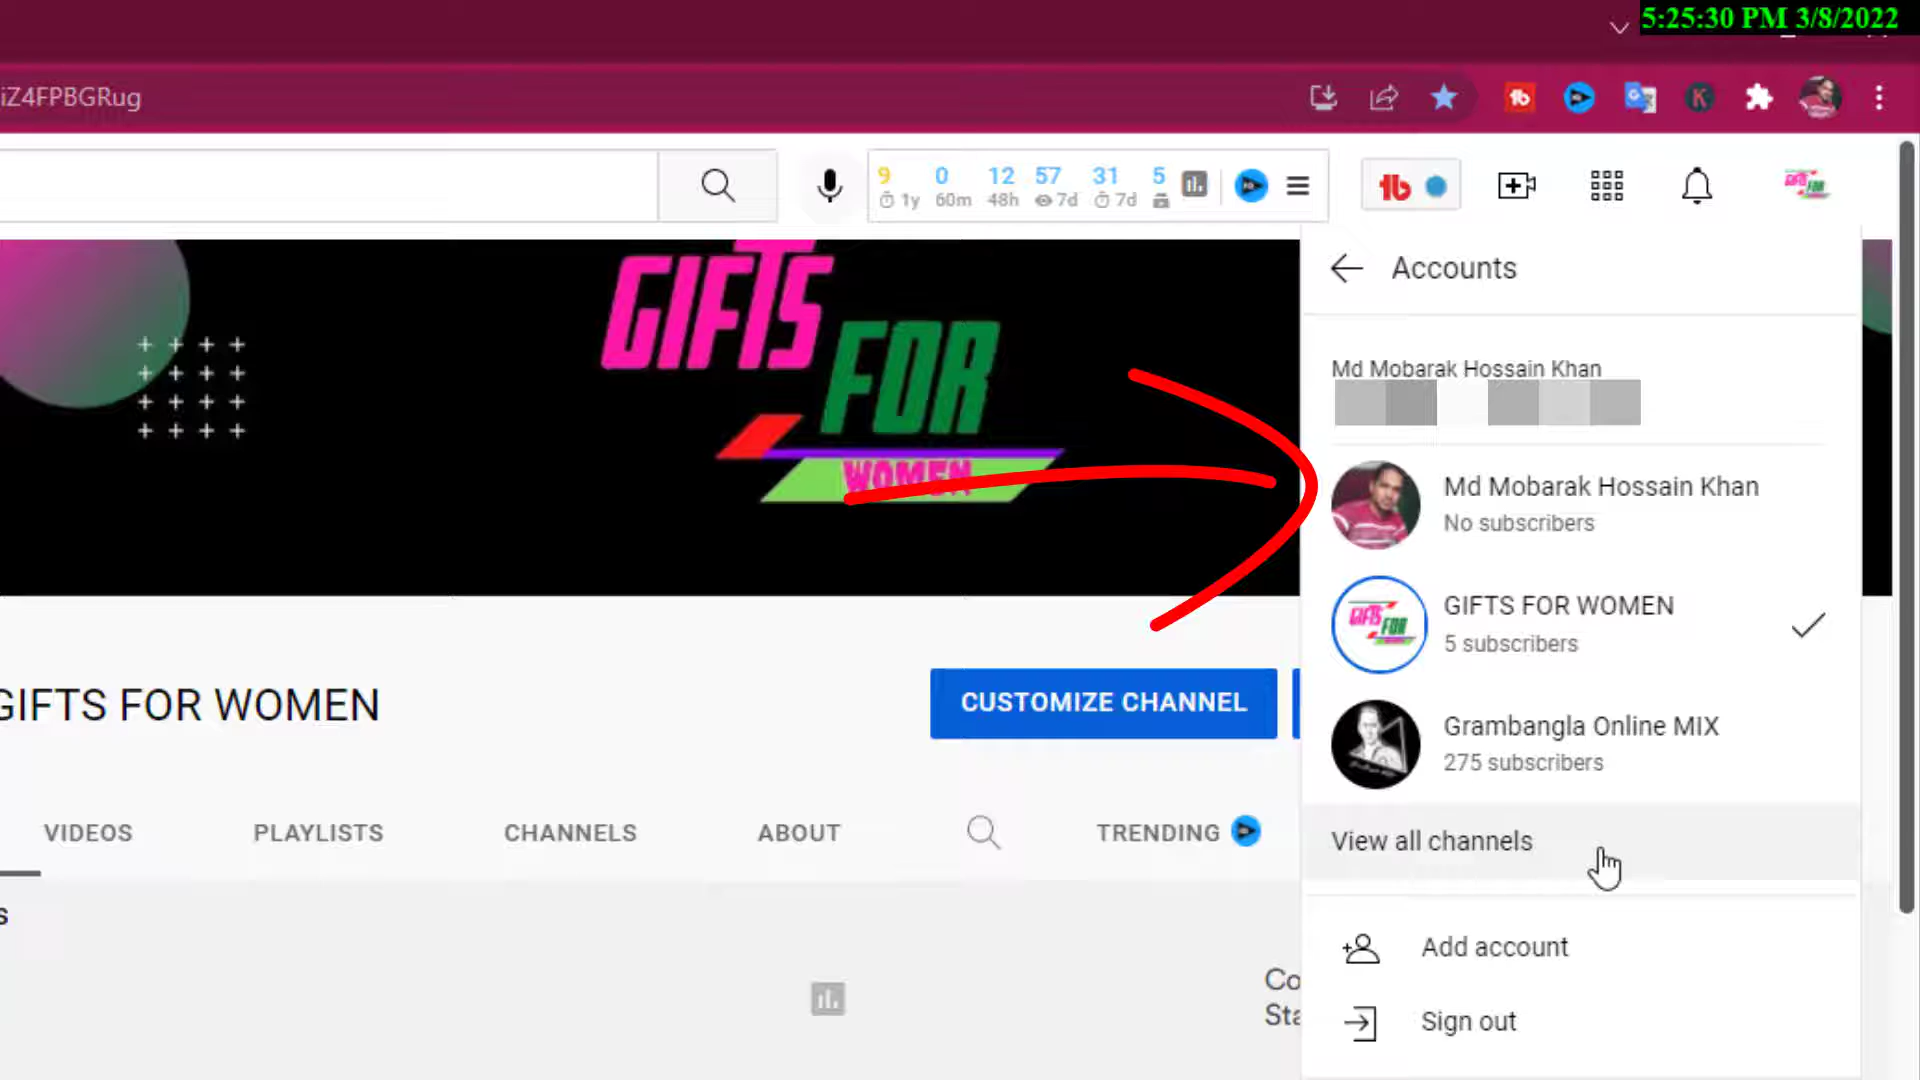 5:25:30 PM 3/8/2022
iZ4FPBGRug
9 0 12 57 31 5
1y 60m 48h 7d 7d
Accounts
GIFTS
FOR
WOMEN
Md Mobarak Hossain Khan
Md Mobarak Hossain Khan
No subscribers
GIFTS FOR WOMEN
5 subscribers
GIFTS FOR WOMEN
CUSTOMIZE CHANNEL
Grambangla Online MIX
275 subscribers
VIDEOS PLAYLISTS CHANNELS ABOUT TRENDING
View all channels
s
Add account
Co
Sta
Sign out